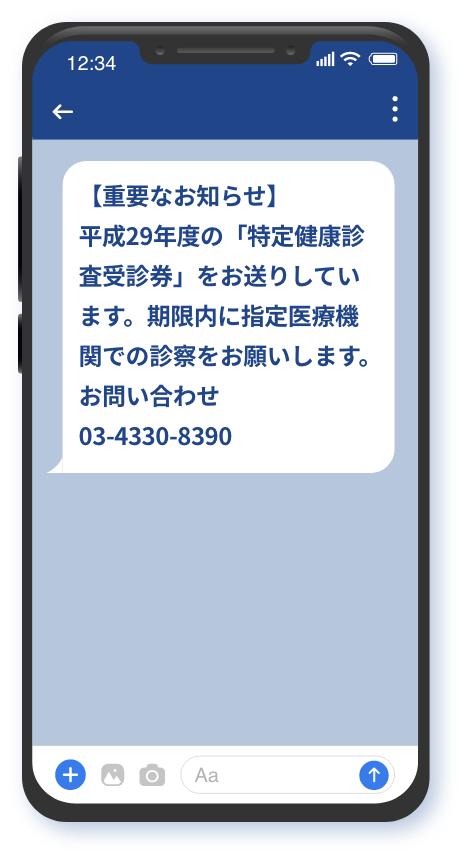 12:34
【重要なお知らせ】
平成29年度の「特定健康診
査受診券」をお送りしてい
ます。期限内に指定医療機
関での診察をお願いします。
お問い合わせ
03-4330-8390
Aa